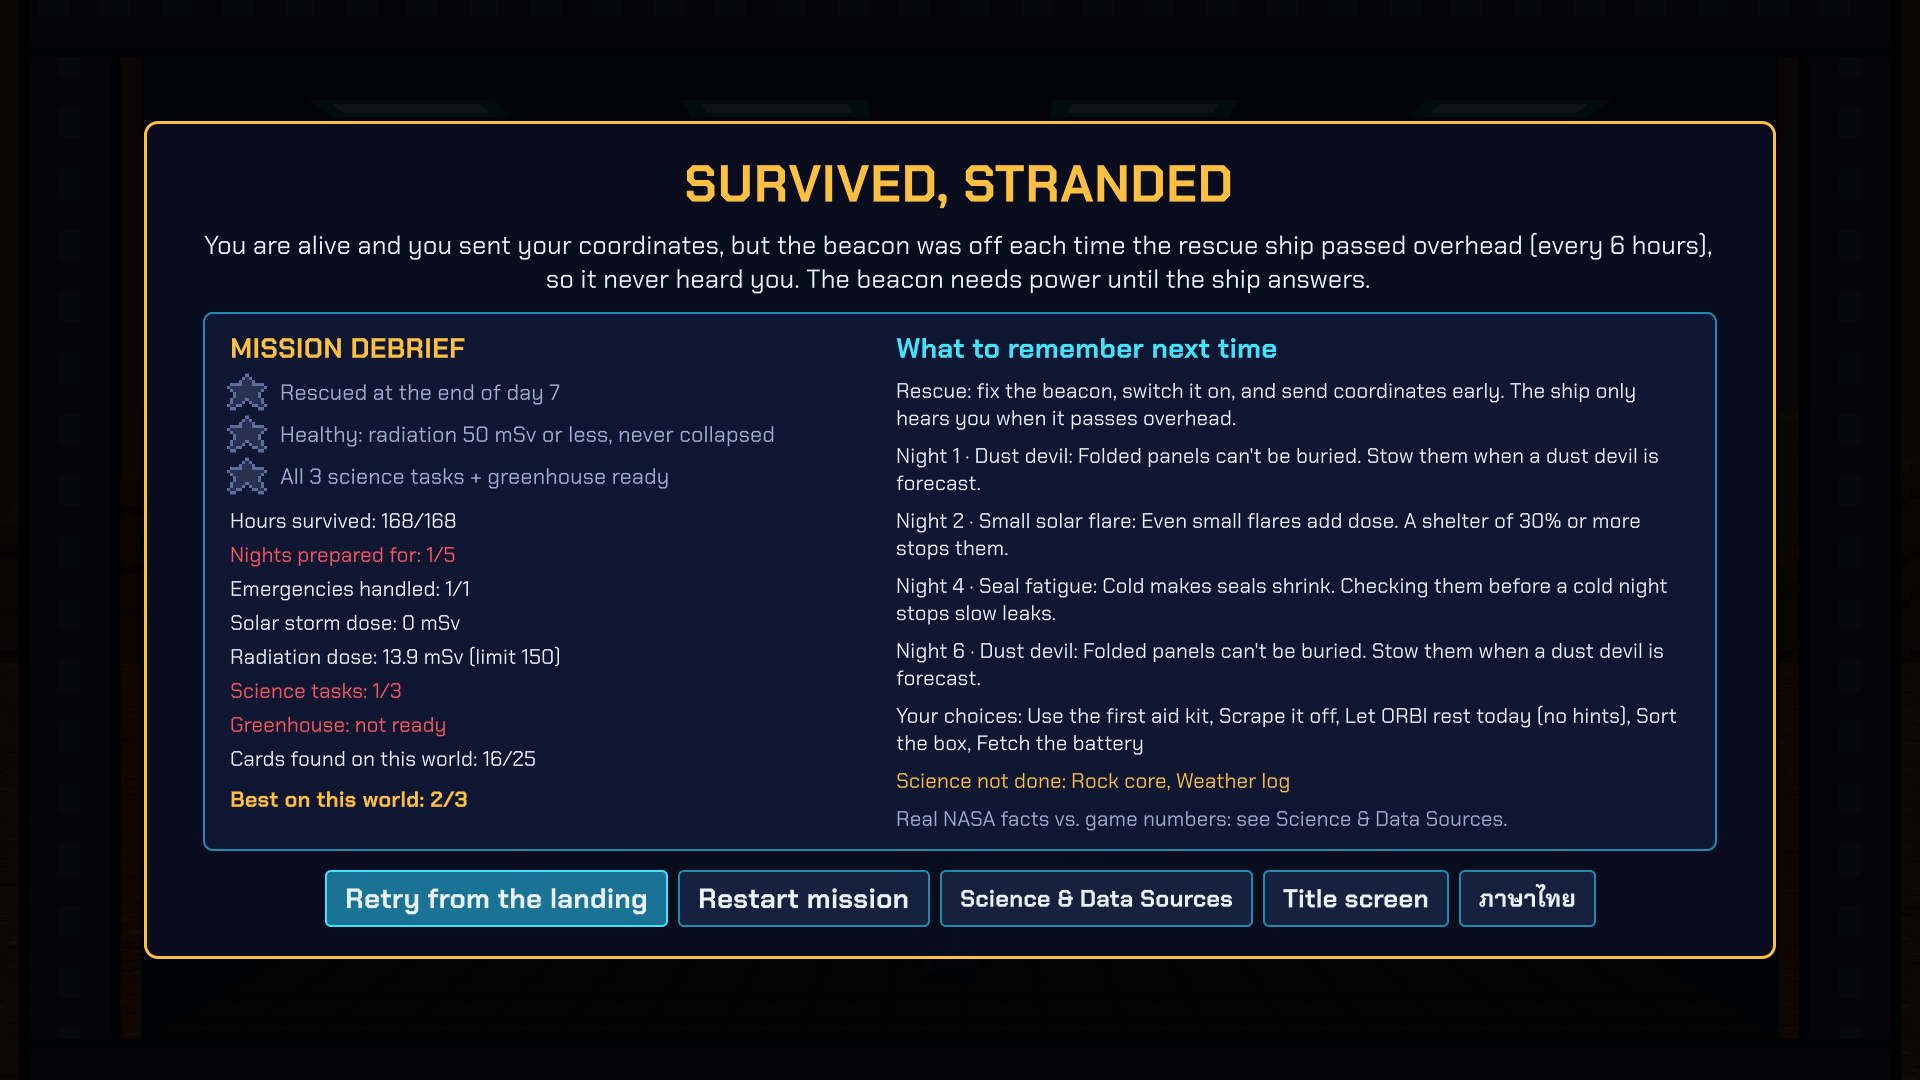 SURVIVED, STRANDED
You are alive and you sent your coordinates, but the beacon was off each time the rescue ship passed overhead (every 6 hours),
so it never heard you. The beacon needs power until the ship answers.
MISSION DEBRIEF
Rescued at the end of day 7
Healthy: radiation 50 mSv or less, never collapsed
All 3 science tasks + greenhouse ready
Hours survived: 168/168
Nights prepared for: 1/5
Emergencies handled: 1/1
Solar storm dose: 0 mSv
Radiation dose: 13.9 mSv (limit 150)
Science tasks: 1/3
Greenhouse: not ready
Cards found on this world: 16/25
Best on this world: 2/3
What to remember next time
Rescue: fix the beacon, switch it on, and send coordinates early. The ship only
hears you when it passes overhead.
Night 1 · Dust devil: Folded panels can't be buried. Stow them when a dust devil is
forecast.
Night 2 · Small solar flare: Even small flares add dose. A shelter of 30% or more
stops them.
Night 4 · Seal fatigue: Cold makes seals shrink. Checking them before a cold night
stops slow leaks.
Night 6 · Dust devil: Folded panels can't be buried. Stow them when a dust devil is
forecast.
Your choices: Use the first aid kit, Scrape it off, Let ORBI rest today (no hints), Sort
the box, Fetch the battery
Science not done: Rock core, Weather log
Real NASA facts vs. game numbers: see Science & Data Sources.
Retry from the landing
Restart mission
Science & Data Sources
Title screen
ภาษาไทย